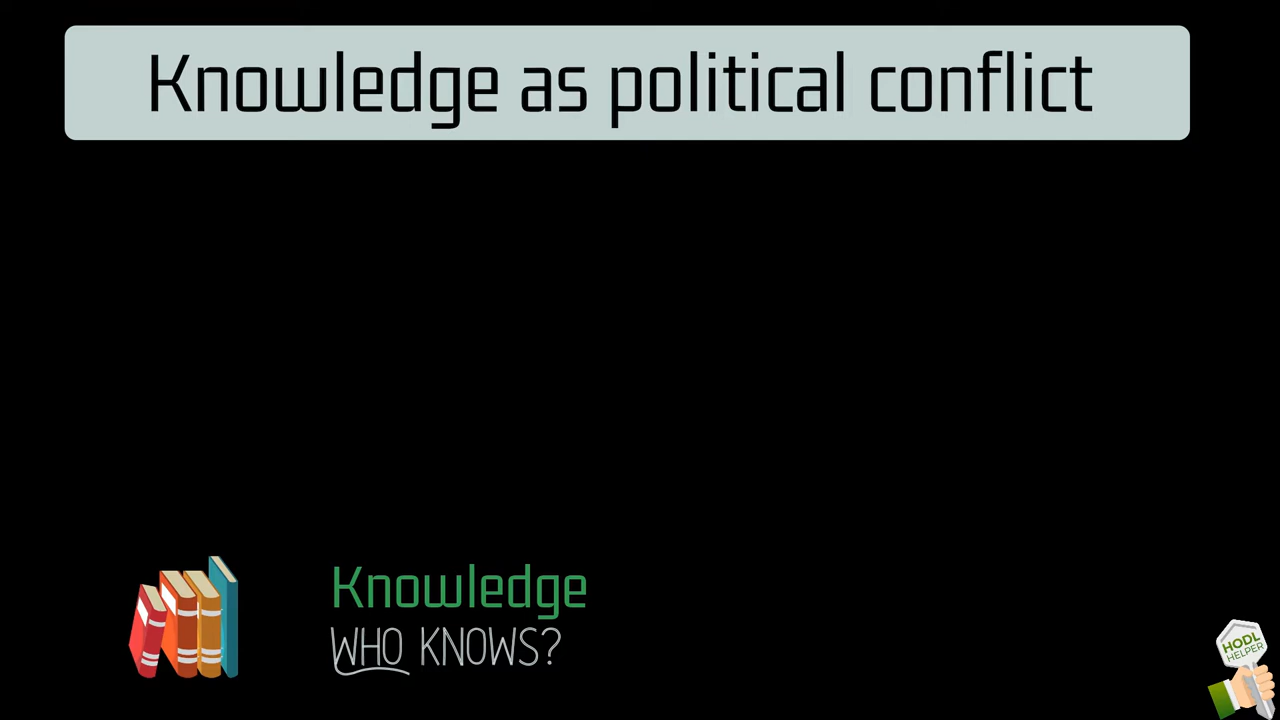 Knowledge as political conflict
Knowledge
WHO KNOWS?
HODL
HELPER